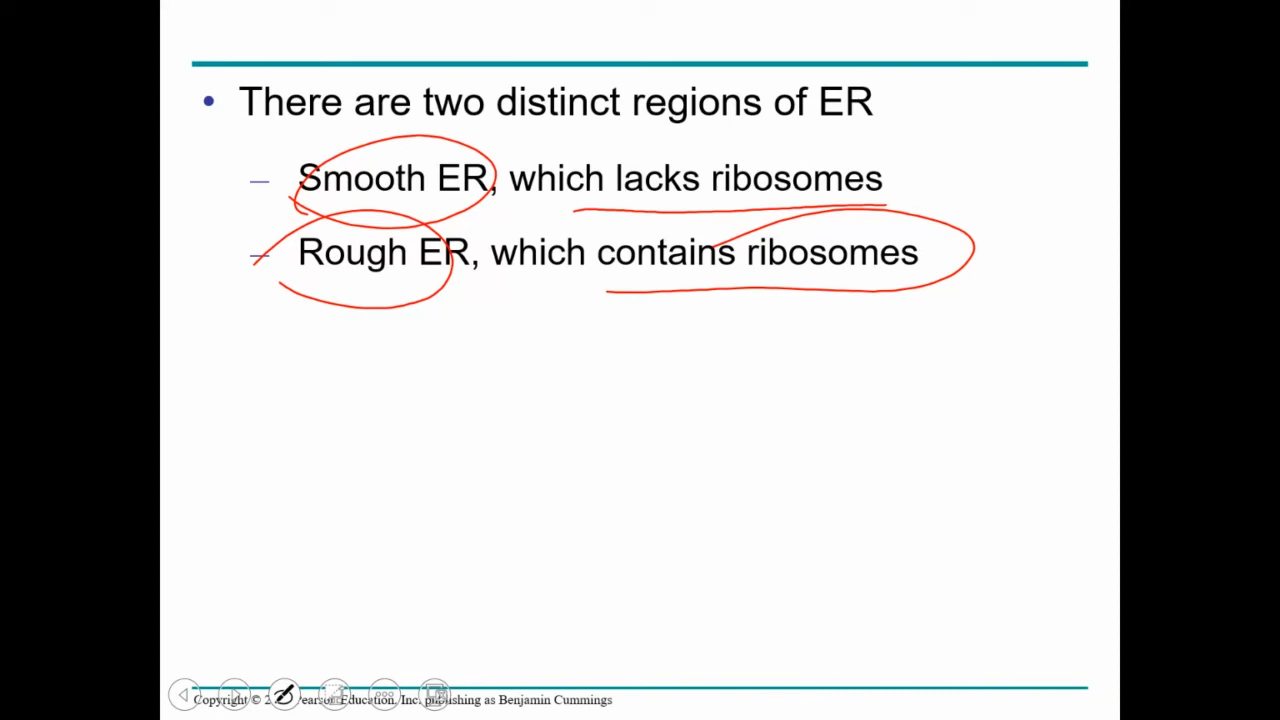 • There are two distinct regions of ER
– Smooth ER, which lacks ribosomes
– Rough ER, which contains ribosomes
Copyright © Education, Inc. publishing as Benjamin Cummings